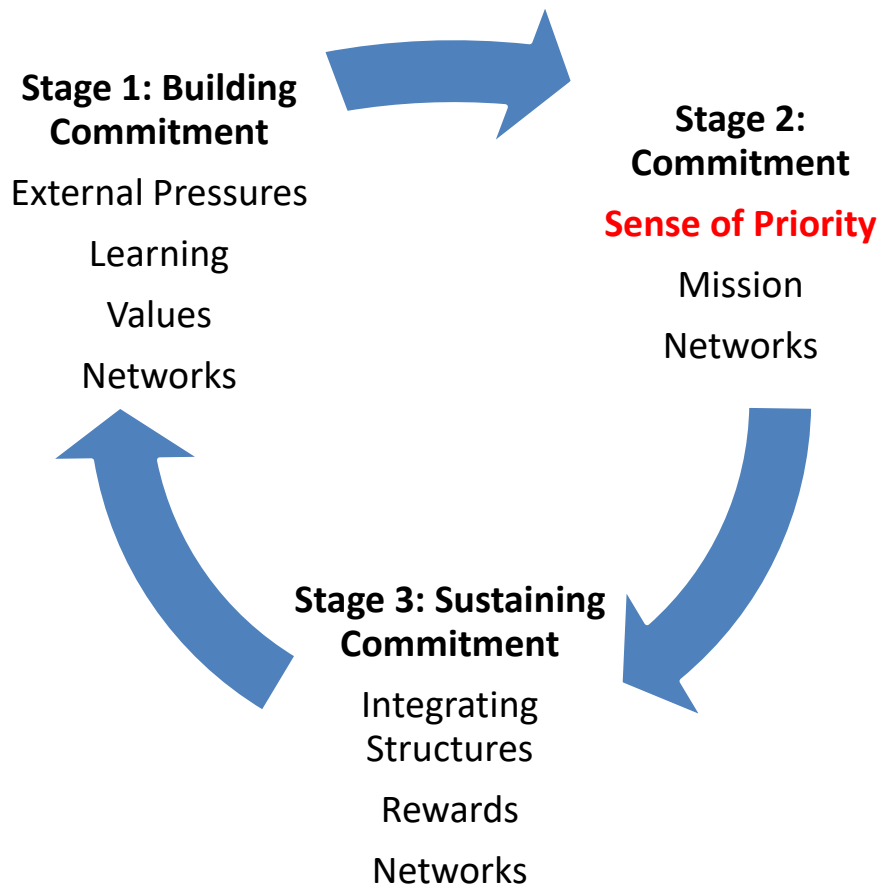 Stage 1: Building
Commitment
External Pressures
Learning
Values
Networks
Stage 2:
Commitment
Sense of Priority
Mission
Networks
Stage 3: Sustaining
Commitment
Integrating
Structures
Rewards
Networks